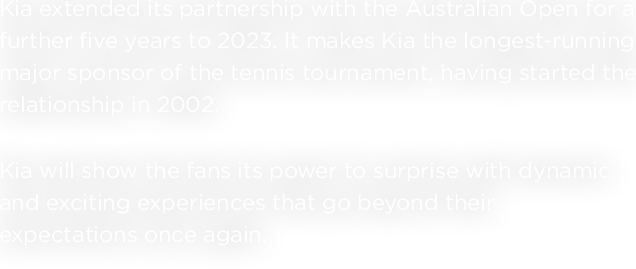 Kia extended its partnership with the Australian Open for a
further five years to 2023. It makes Kia the longest-running
major sponsor of the tennis tournament, having started the
relationship in 2002.
Kia will show the fans its power to surprise with dynamic
and exciting experiences that go beyond their
expectations once again.